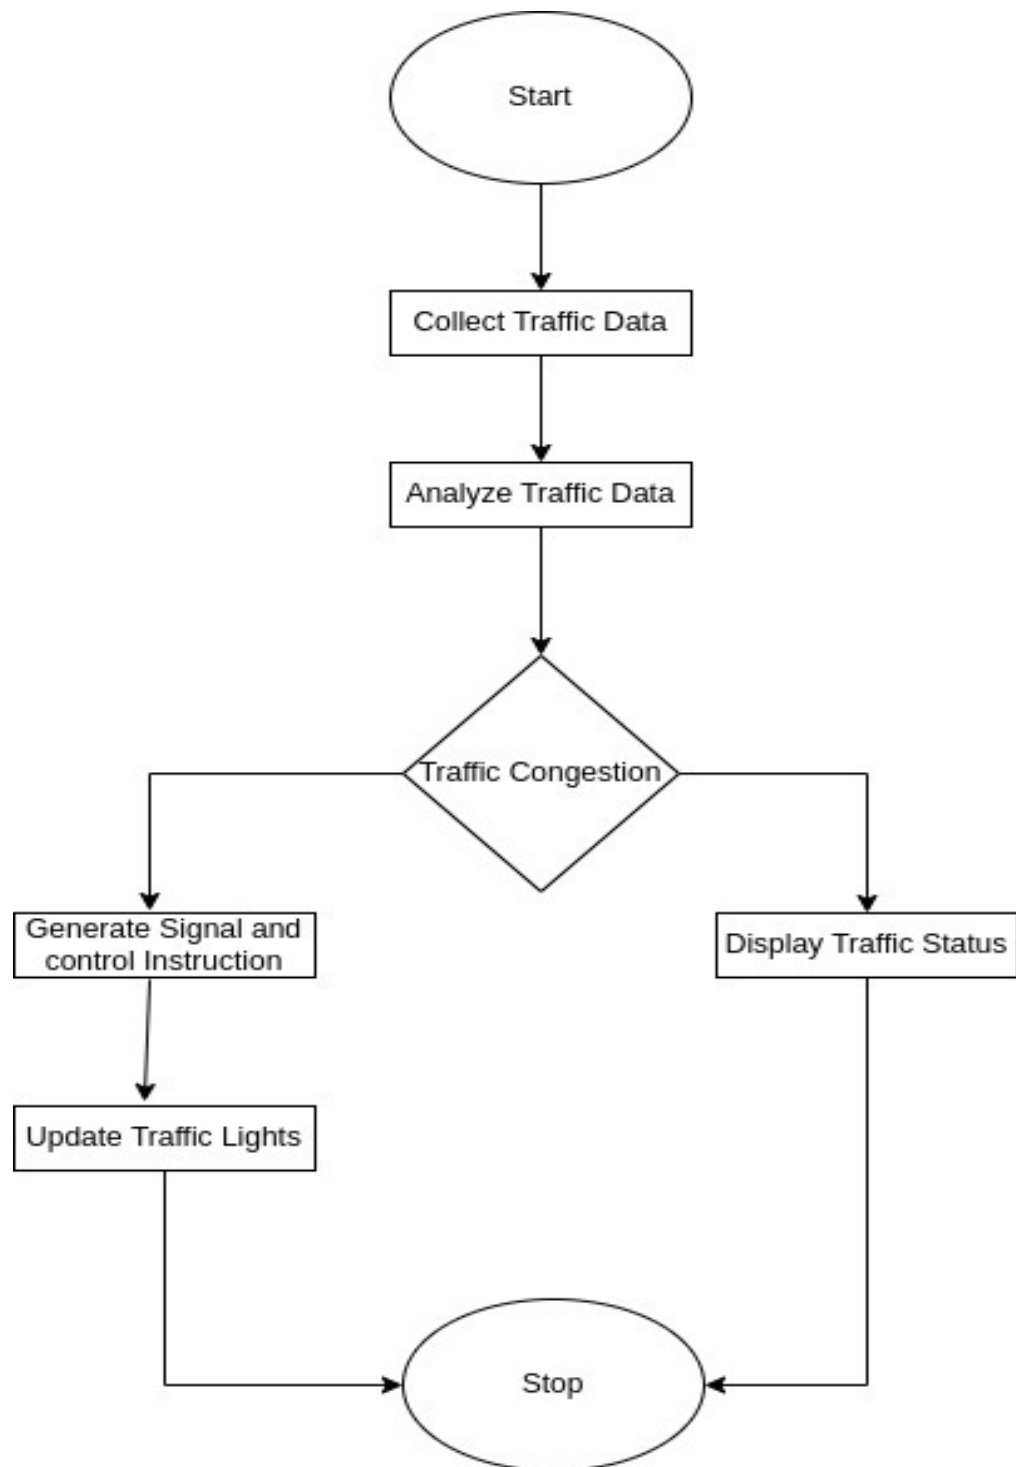 Start
Collect Traffic Data
Analyze Traffic Data
Traffic Congestion
Generate Signal and
control Instruction
Display Traffic Status
Update Traffic Lights
Stop